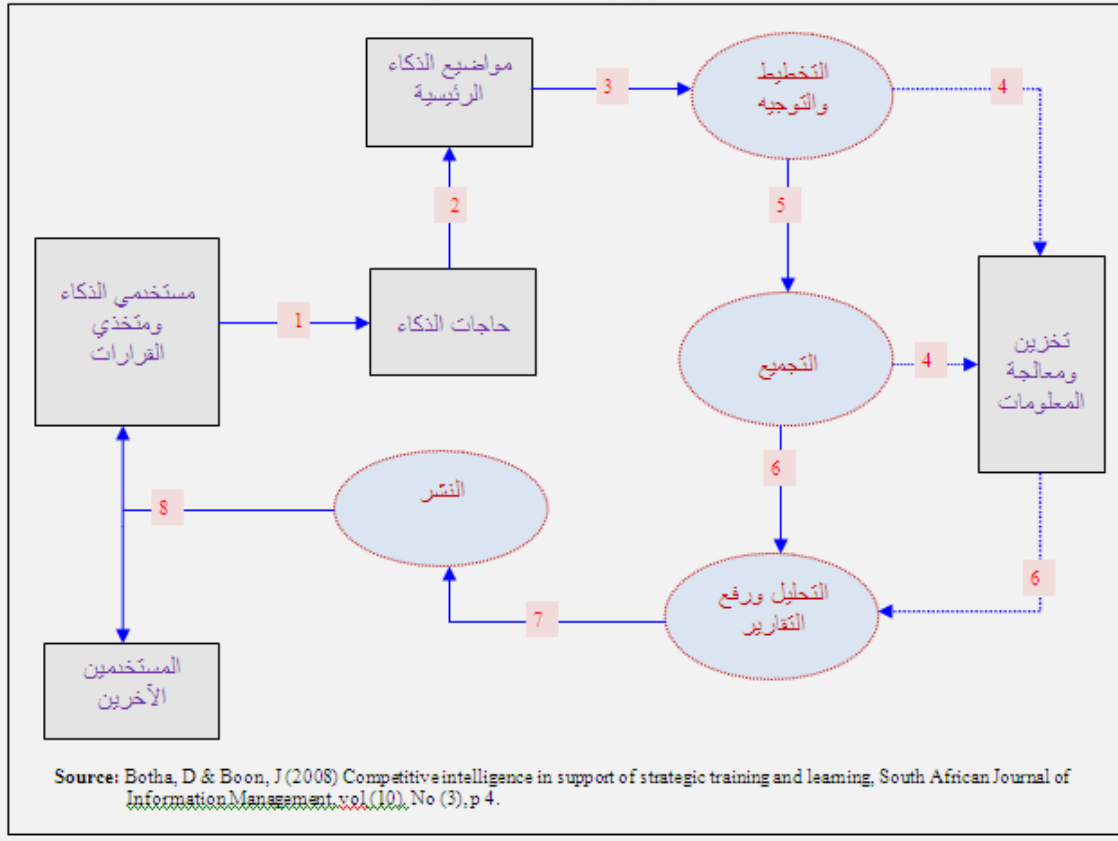 مواضيع الذكاء
الرئيسية
3
التخطيط
والتوجيه
4
2
5
مستخدمي الذكاء
ومتخذي
القرارات
1
حاجات الذكاء
التجميع
4
تخزين
ومعالجة
المعلومات
6
النشر
8
6
التحليل ورفع
التقارير
7
المستخدمين
الآخرين
Source: Botha, D & Boon, J (2008) Competitive intelligence in support of strategic training and learning, South African Journal of
Information Management, vol (10), No (3), p 4.